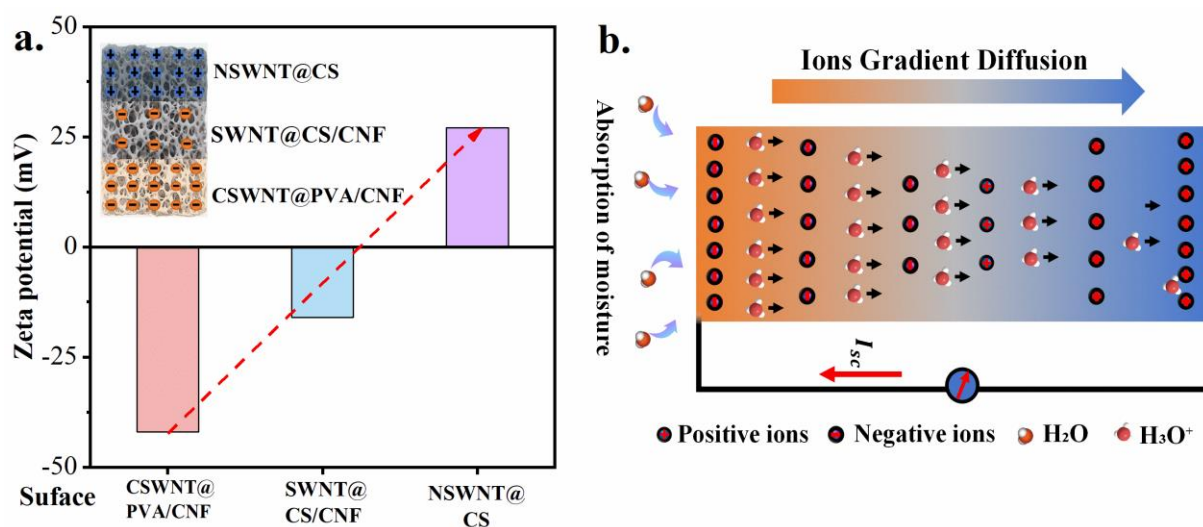 a.
50
25
0
-25
-50
Zeta potential (mV)
NSWNT@CS
SWNT@CS/CNF
CSWNT@PVA/CNF
Suface
CSWNT@
PVA/CNF
SWNT@
CS/CNF
NSWNT@
CS
b.
Ions Gradient Diffusion
Absorption of moisture
Isc
Positive ions
Negative ions
H₂O
H₃O⁺